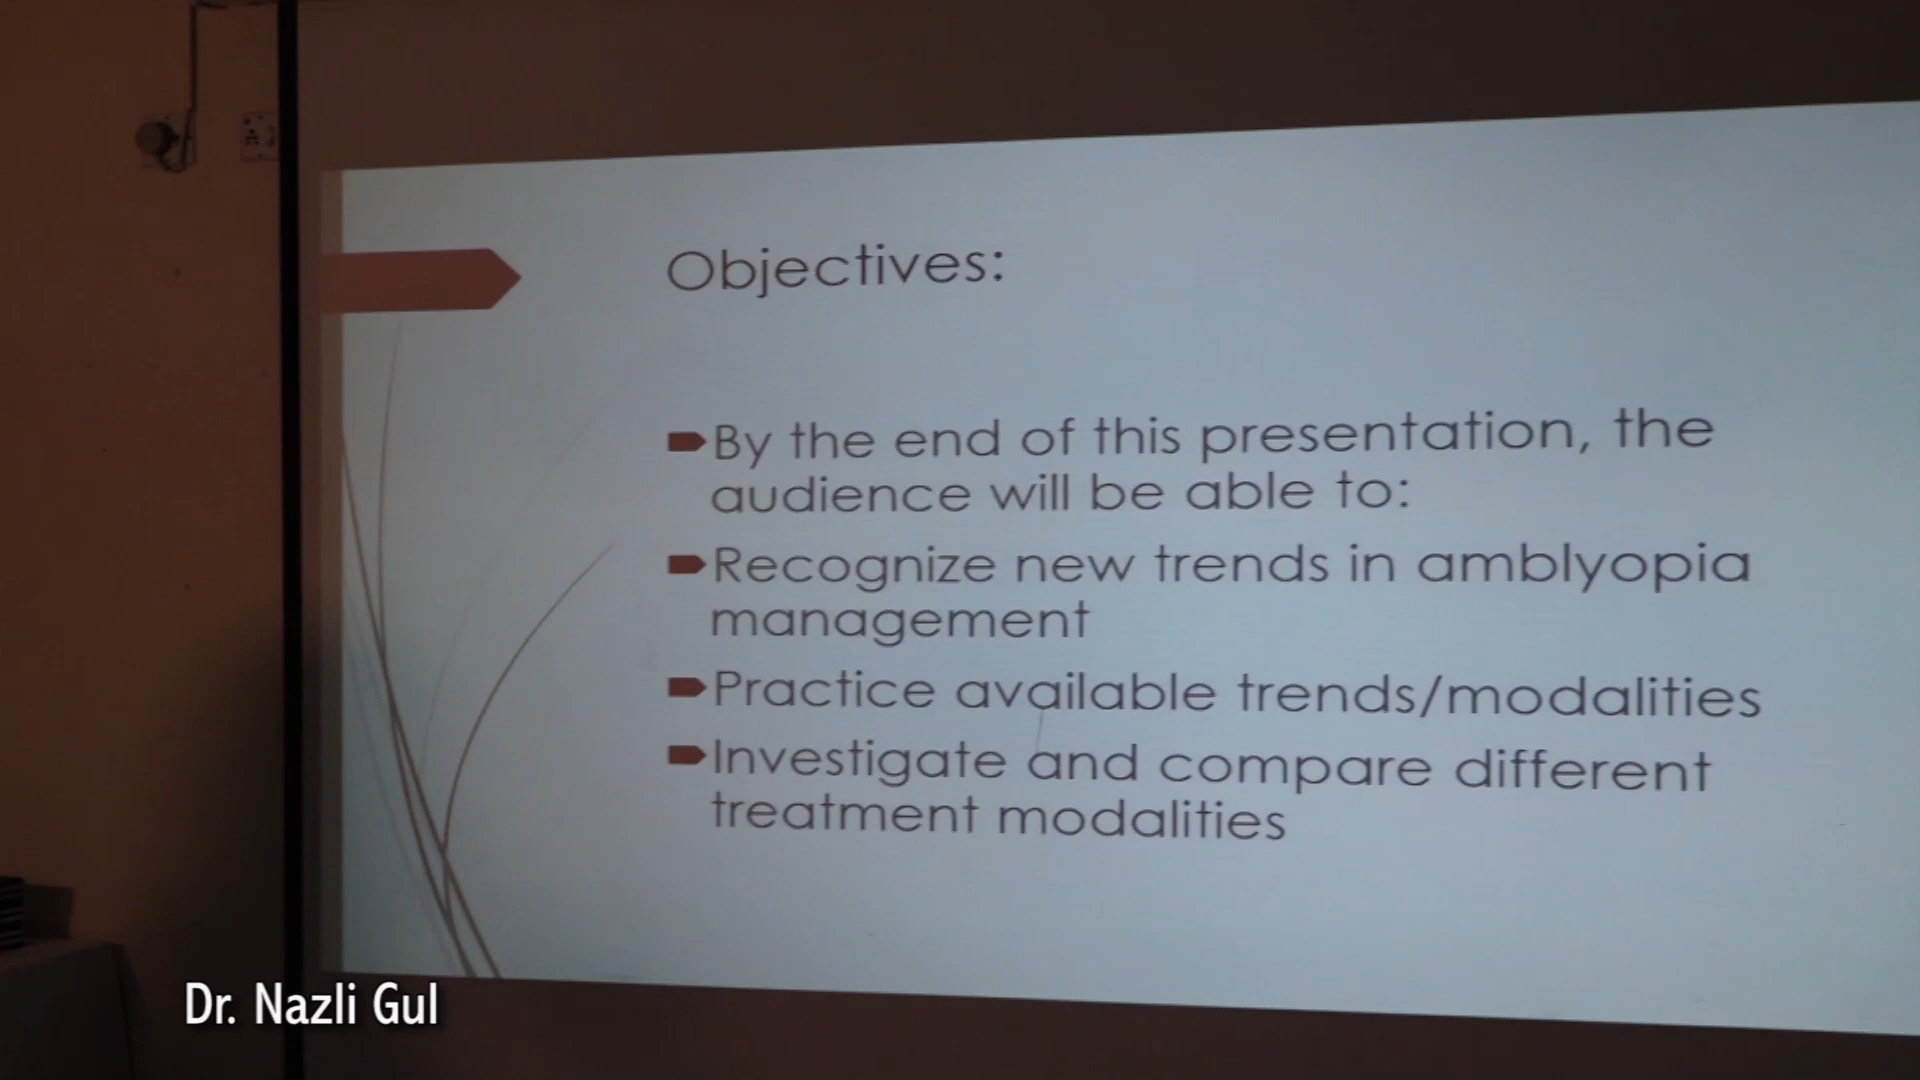 Objectives:
By the end of this presentation, the
audience will be able to:
Recognize new trends in amblyopia
management
Practice available trends/modalities
Investigate and compare different
treatment modalities
Dr. Nazli Gul